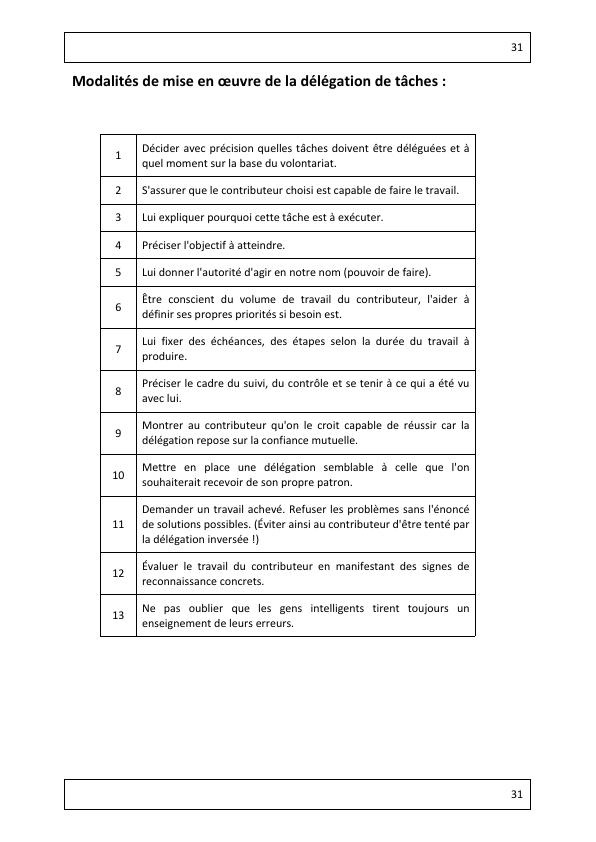 31
Modalités de mise en œuvre de la délégation de tâches :
1
Décider avec précision quelles tâches doivent être déléguées et à
quel moment sur la base du volontariat.
2
S'assurer que le contributeur choisi est capable de faire le travail.
3
Lui expliquer pourquoi cette tâche est à exécuter.
4
Préciser l'objectif à atteindre.
5
Lui donner l'autorité d'agir en notre nom (pouvoir de faire).
6
Être conscient du volume de travail du contributeur, l'aider à
définir ses propres priorités si besoin est.
7
Lui fixer des échéances, des étapes selon la durée du travail à
produire.
8
Préciser le cadre du suivi, du contrôle et se tenir à ce qui a été vu
avec lui.
9
Montrer au contributeur qu'on le croit capable de réussir car la
délégation repose sur la confiance mutuelle.
10
Mettre en place une délégation semblable à celle que l'on
souhaiterait recevoir de son propre patron.
11
Demander un travail achevé. Refuser les problèmes sans l'énoncé
de solutions possibles. (Éviter ainsi au contributeur d'être tenté par
la délégation inversée !)
12
Évaluer le travail du contributeur en manifestant des signes de
reconnaissance concrets.
13
Ne pas oublier que les gens intelligents tirent toujours un
enseignement de leurs erreurs.
31